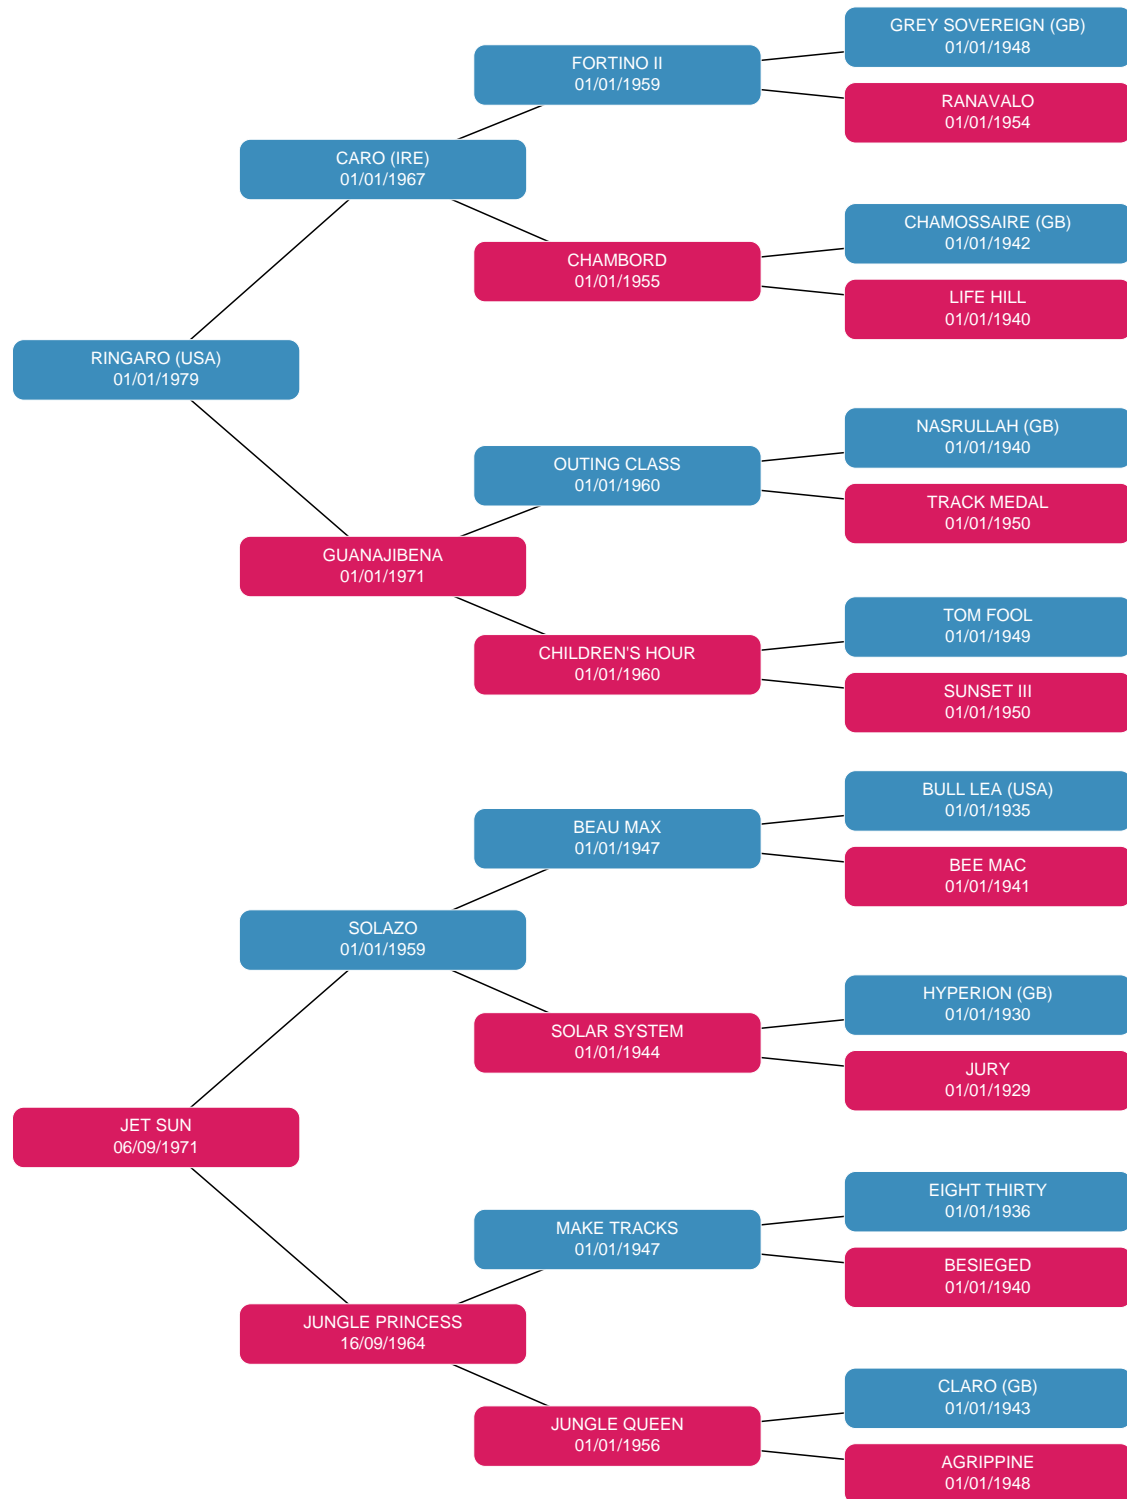 GREY SOVEREIGN (GB)
01/01/1948
FORTINO II
01/01/1959
RANAVALO
01/01/1954
CARO (IRE)
01/01/1967
CHAMOSSAIRE (GB)
01/01/1942
CHAMBORD
01/01/1955
LIFE HILL
01/01/1940
RINGARO (USA)
01/01/1979
NASRULLAH (GB)
01/01/1940
OUTING CLASS
01/01/1960
TRACK MEDAL
01/01/1950
GUANAJIBENA
01/01/1971
TOM FOOL
01/01/1949
CHILDREN'S HOUR
01/01/1960
SUNSET III
01/01/1950
BULL LEA (USA)
01/01/1935
BEAU MAX
01/01/1947
BEE MAC
01/01/1941
SOLAZO
01/01/1959
HYPERION (GB)
01/01/1930
SOLAR SYSTEM
01/01/1944
JURY
01/01/1929
JET SUN
06/09/1971
EIGHT THIRTY
01/01/1936
MAKE TRACKS
01/01/1947
BESIEGED
01/01/1940
JUNGLE PRINCESS
16/09/1964
CLARO (GB)
01/01/1943
JUNGLE QUEEN
01/01/1956
AGRIPPINE
01/01/1948